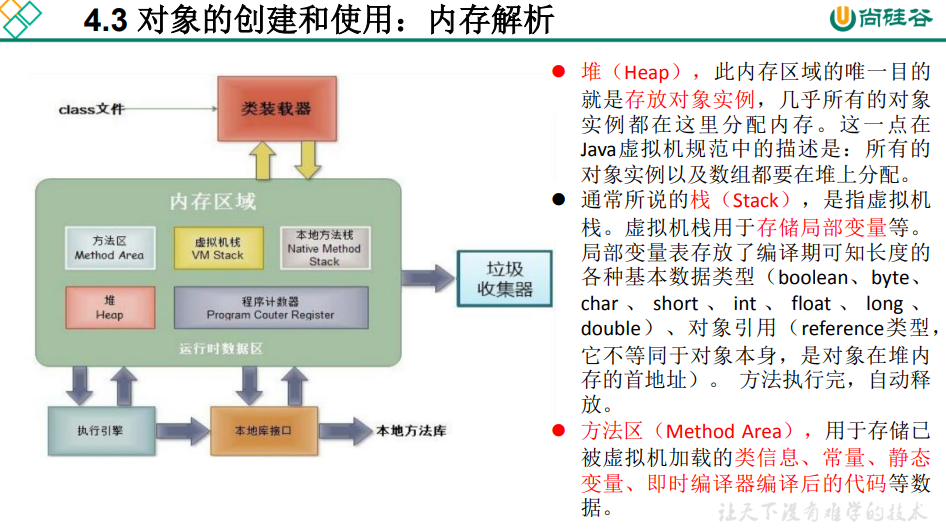 4.3 对象的创建和使用：内存解析
尚硅谷
class文件
类装载器
内存区域
方法区
Method Area
虚拟机栈
VM Stack
本地方法栈
Native Method
Stack
堆
Heap
程序计数器
Program Couter Register
运行时数据区
垃圾
收集器
执行引擎
本地库接口
本地方法库
堆（Heap），此内存区域的唯一目的
就是存放对象实例，几乎所有的对象
实例都在这里分配内存。这一点在
Java虚拟机规范中的描述是：所有的
对象实例以及数组都要在堆上分配。
通常所说的栈（Stack），是指虚拟机
栈。虚拟机栈用于存储局部变量等。
局部变量表存放了编译期可知长度的
各种基本数据类型（boolean、byte、
char 、 short 、 int 、 float 、 long 、
double）、对象引用（reference类型，
它不等同于对象本身，是对象在堆内
存的首地址）。 方法执行完，自动释
放。
方法区（Method Area），用于存储已
被虚拟机加载的类信息、常量、静态
变量、即时编译器编译后的代码等数
据。
让天下没有难学的技术